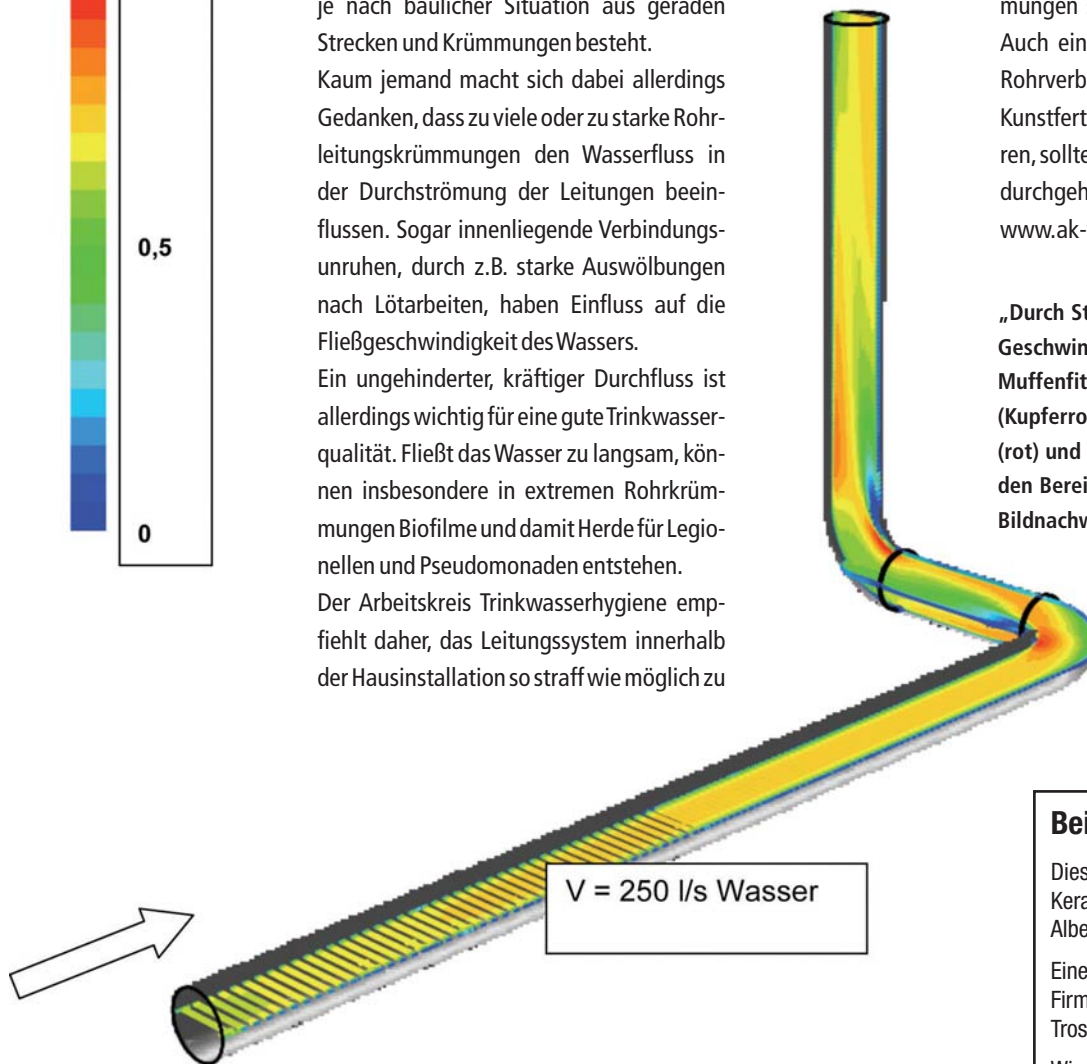 je nach baulicher Situation aus geraden
Strecken und Krümmungen besteht.
Kaum jemand macht sich dabei allerdings
Gedanken, dass zu viele oder zu starke Rohr-
leitungskrümmungen den Wasserfluss in
der Durchströmung der Leitungen beein-
flussen. Sogar innenliegende Verbindungs-
unruhen, durch z.B. starke Auswölbungen
nach Lötarbeiten, haben Einfluss auf die
Fließgeschwindigkeit des Wassers.
Ein ungehinderter, kräftiger Durchfluss ist
allerdings wichtig für eine gute Trinkwasser-
qualität. Fließt das Wasser zu langsam, kön-
nen insbesondere in extremen Rohrkrüm-
mungen Biofilme und damit Herde für Legio-
nellen und Pseudomonaden entstehen.
Der Arbeitskreis Trinkwasserhygiene emp-
fiehlt daher, das Leitungssystem innerhalb
der Hausinstallation so straff wie möglich zu
mungen
Auch ein
Rohrverb
Kunstfert
ren, sollte
durchgeh
www.ak-
„Durch St
Geschwin
Muffenfit
(Kupferro
(rot) und
den Berei
Bildnachw
0,5
0
V = 250 l/s Wasser
Bei
Dies
Kera
Albe
Eine
Firm
Tros